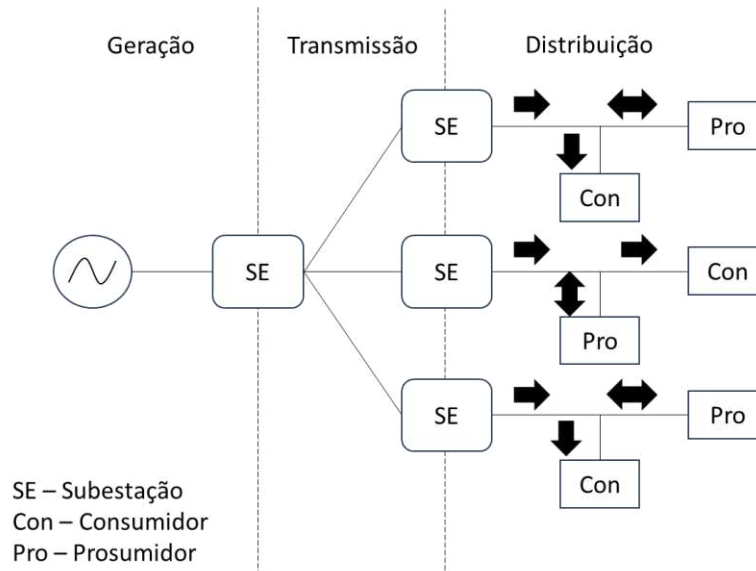 Geração
Transmissão
Distribuição
SE
Pro
Con
SE
SE
Con
Pro
SE
Pro
Con
SE – Subestação
Con – Consumidor
Pro – Prosumidor